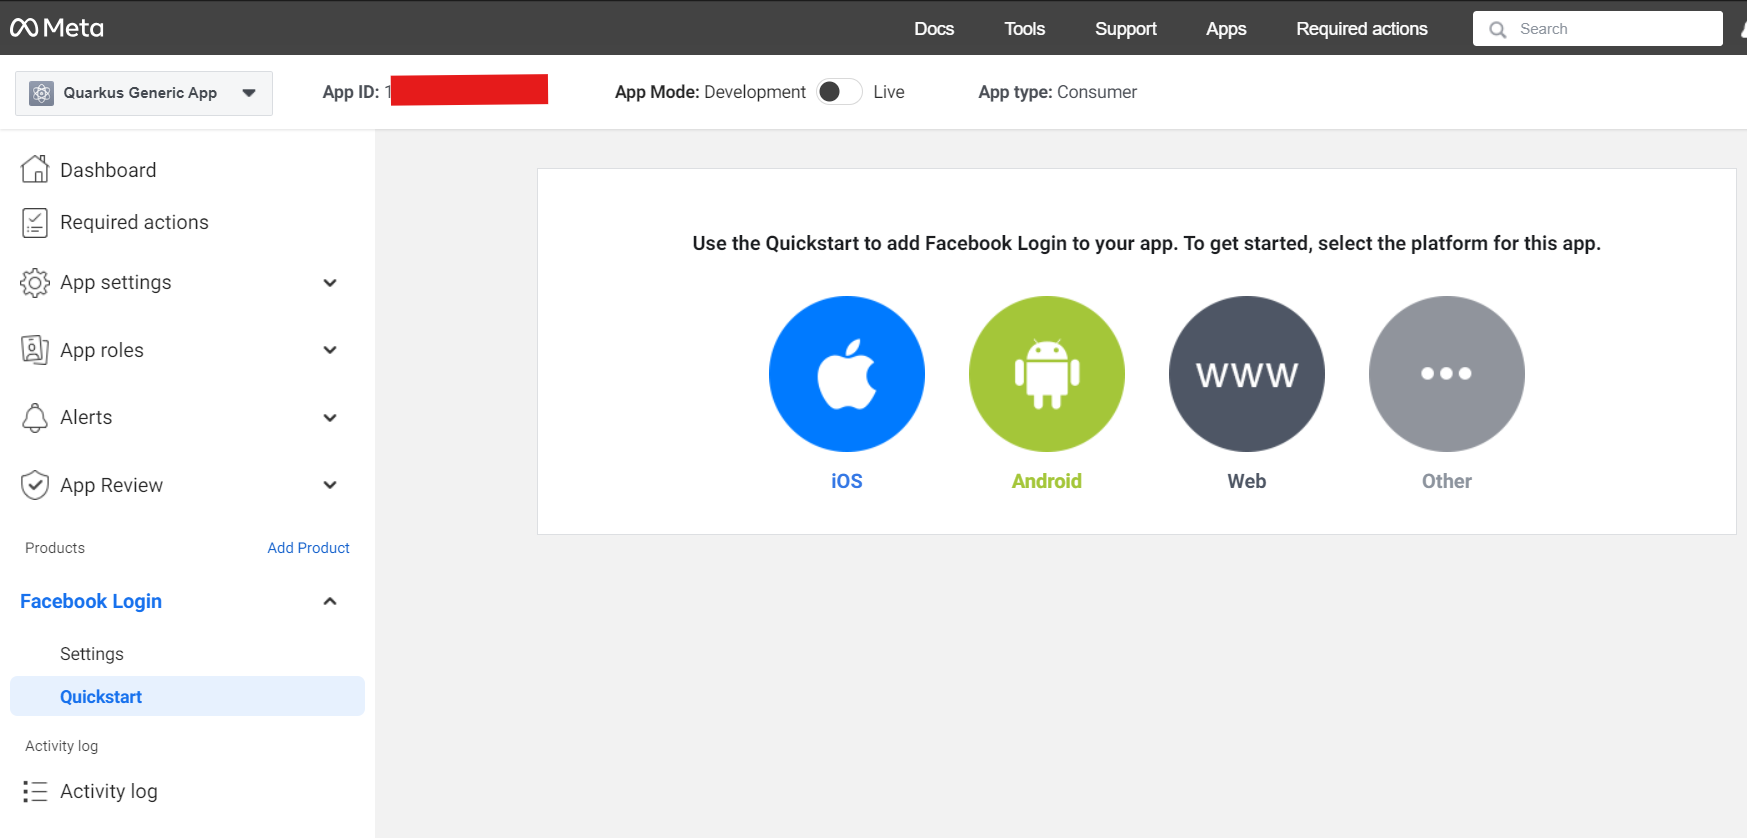 Meta
Docs
Tools
Support
Apps
Required actions
Search
Quarkus Generic App
App ID: 1
App Mode: Development
Live
App type: Consumer
Dashboard
Required actions
App settings
App roles
Alerts
App Review
Products
Add Product
Facebook Login
Settings
Quickstart
Activity log
Activity log
Use the Quickstart to add Facebook Login to your app. To get started, select the platform for this app.
www
iOS
Android
Web
Other